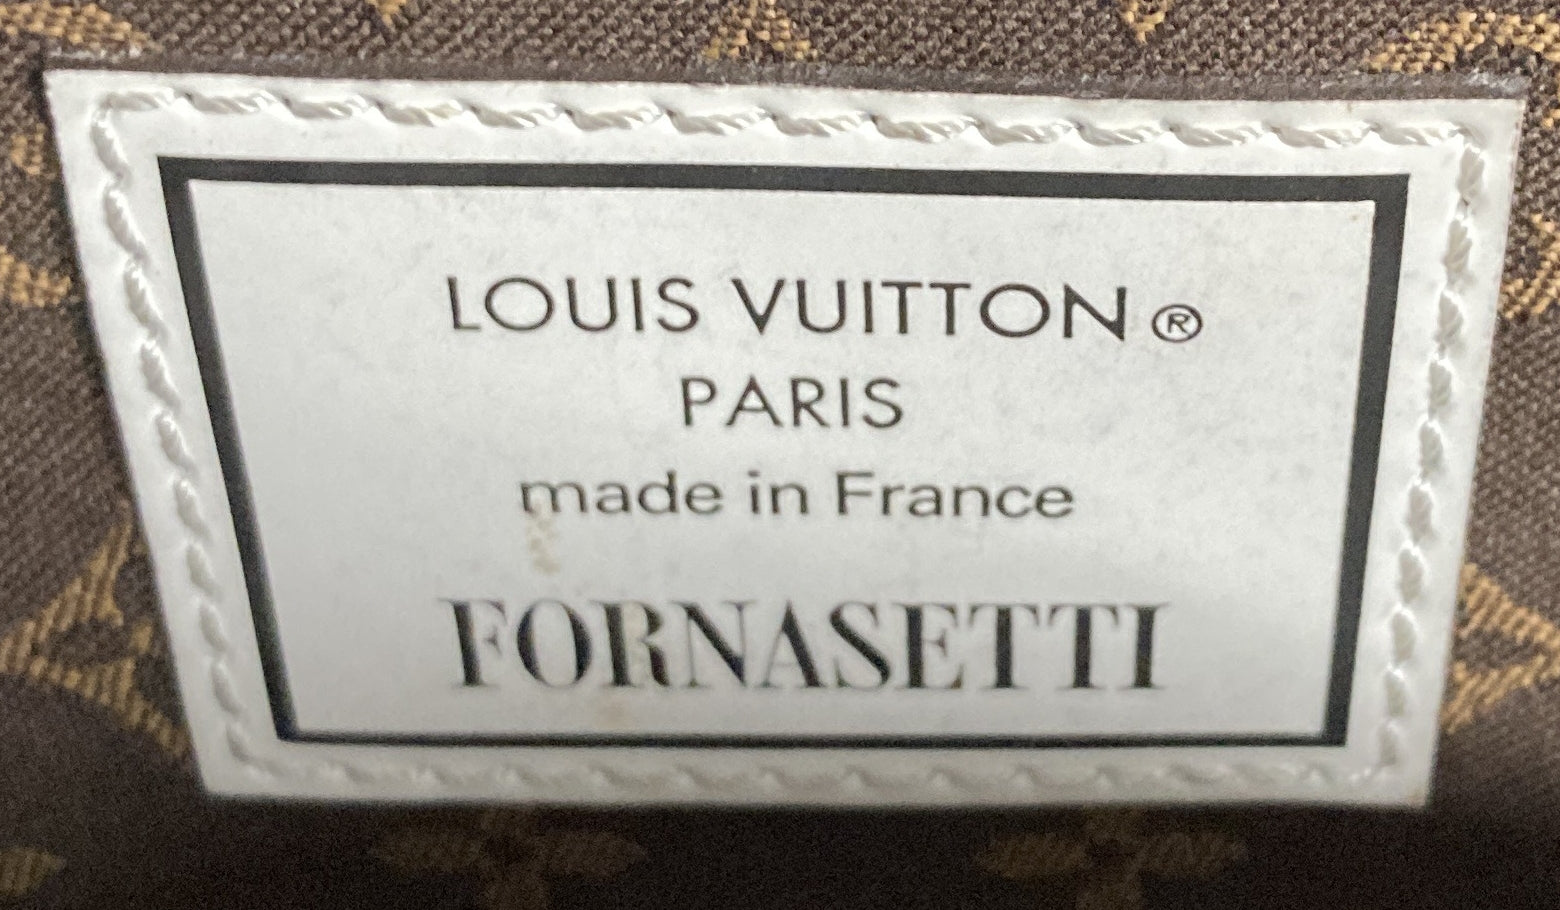 LOUIS VUITTON®
PARIS
made in France
FORNASETTI